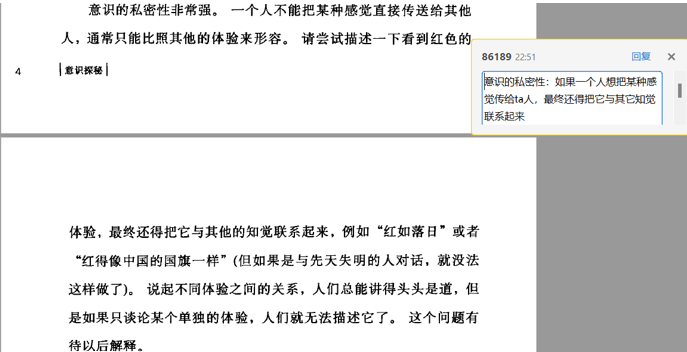 意识的私密性非常强。 一个人不能把某种感觉直接传送给其他
人，通常只能比照其他的体验来形容。 请尝试描述一下看到红色的
4 意识探秘
86189 22:51 回复 ×
意识的私密性：如果一个人想把某种感
觉传给ta人，最终还得把它与其它知觉
联系起来
体验，最终还得把它与其他的知觉联系起来，例如“红如落日”或者
“红得像中国的国旗一样”(但如果是与先天失明的人对话，就没法
这样做了)。 说起不同体验之间的关系，人们总能讲得头头是道，但
是如果只谈论某个单独的体验，人们就无法描述它了。 这个问题有
待以后解释。